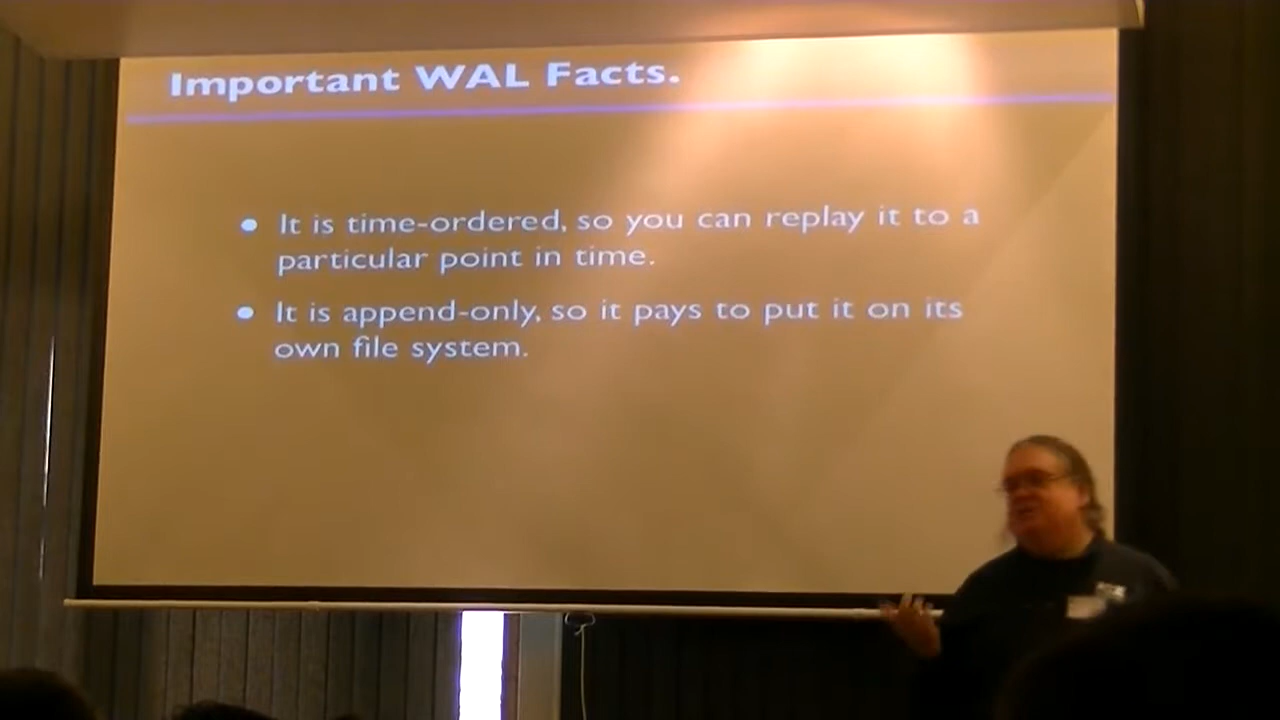 Important WAL Facts.
• It is time-ordered, so you can replay it to a
particular point in time.
• It is append-only, so it pays to put it on its
own file system.